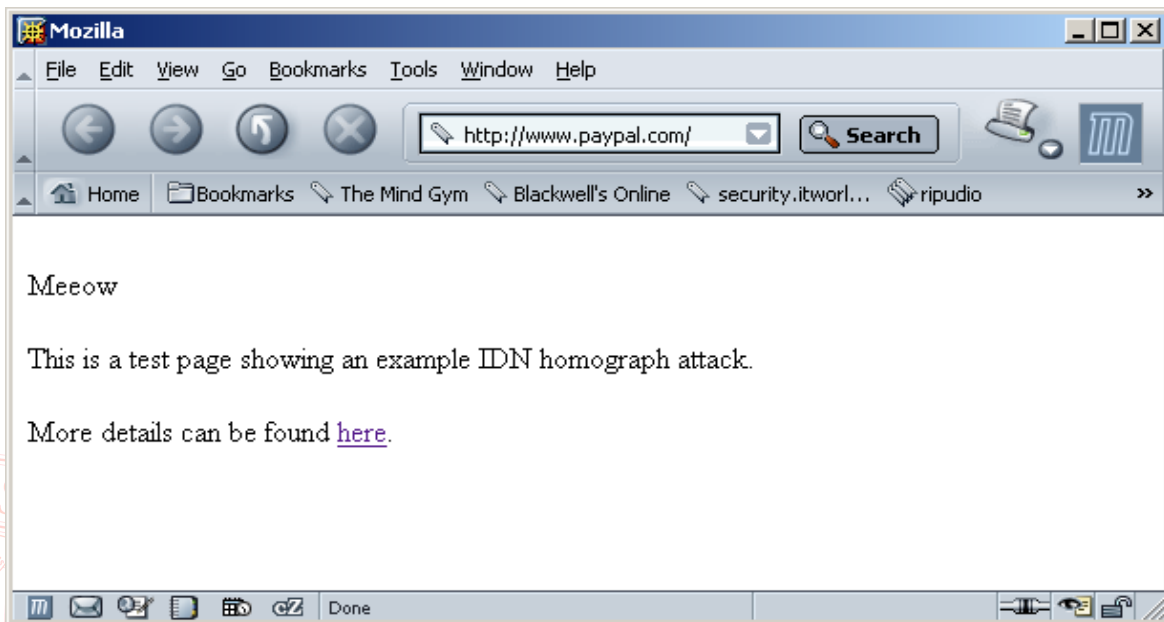 Mozilla
File Edit View Go Bookmarks Tools Window Help
http://www.paypal.com/ Search
Home Bookmarks The Mind Gym Blackwell's Online security.itworl... ripudio »
Meeow
This is a test page showing an example IDN homograph attack.
More details can be found here.
Done